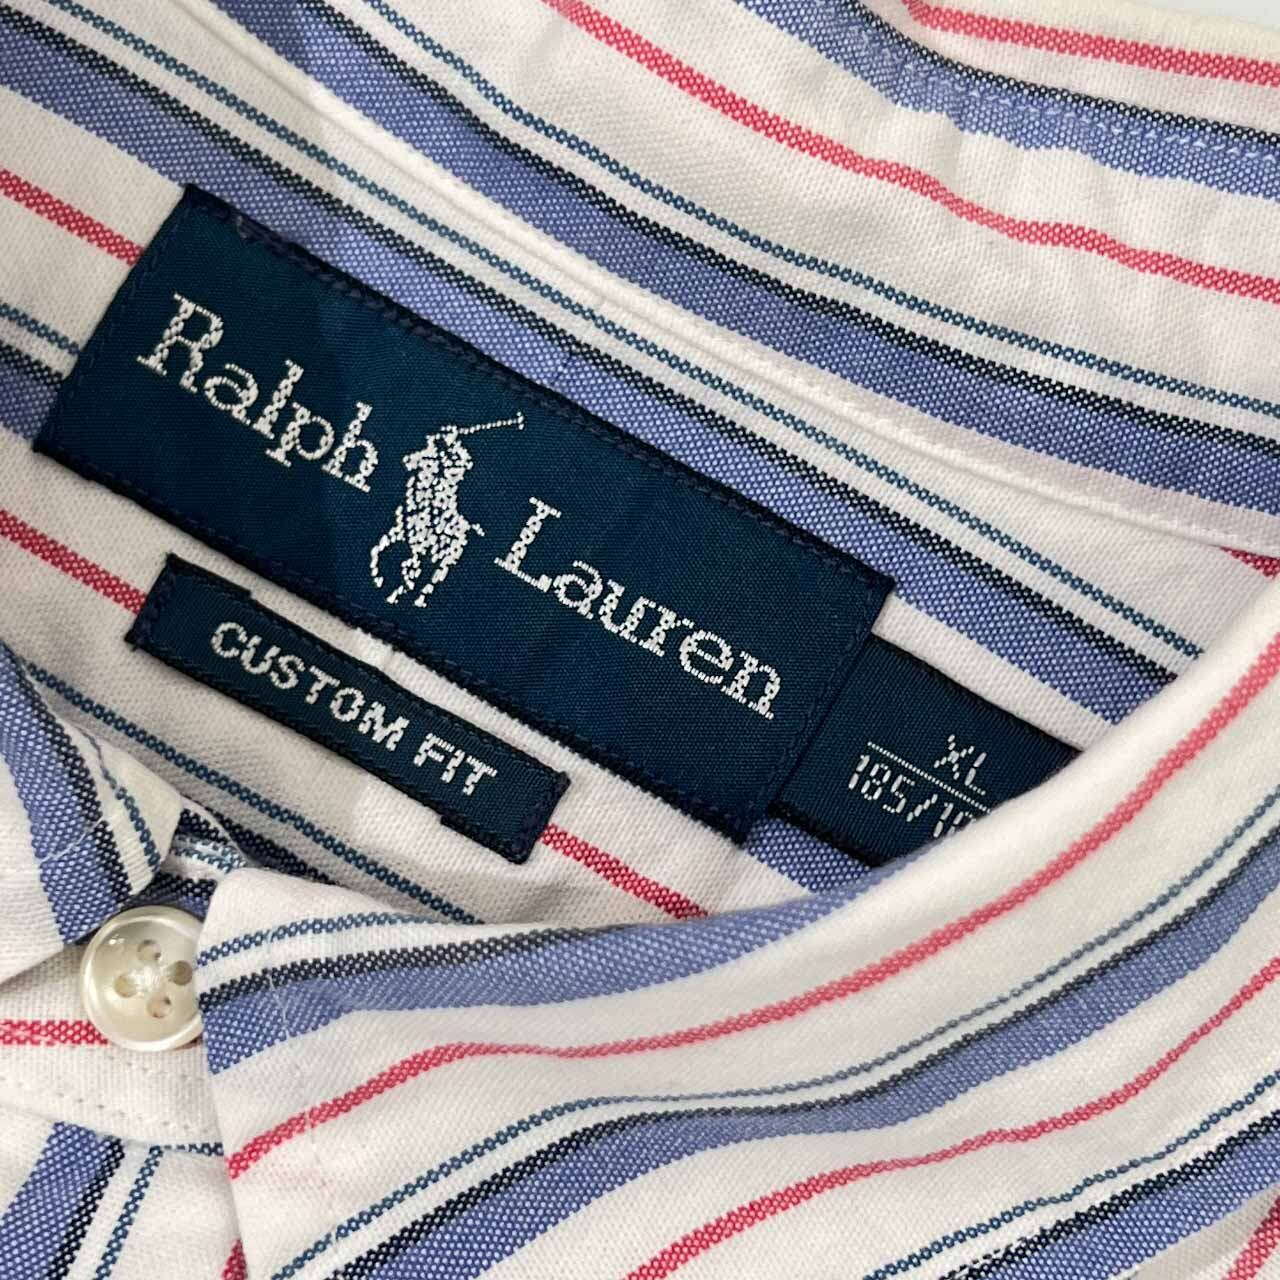 Ralph Lauren
CUSTOM FIT
XL